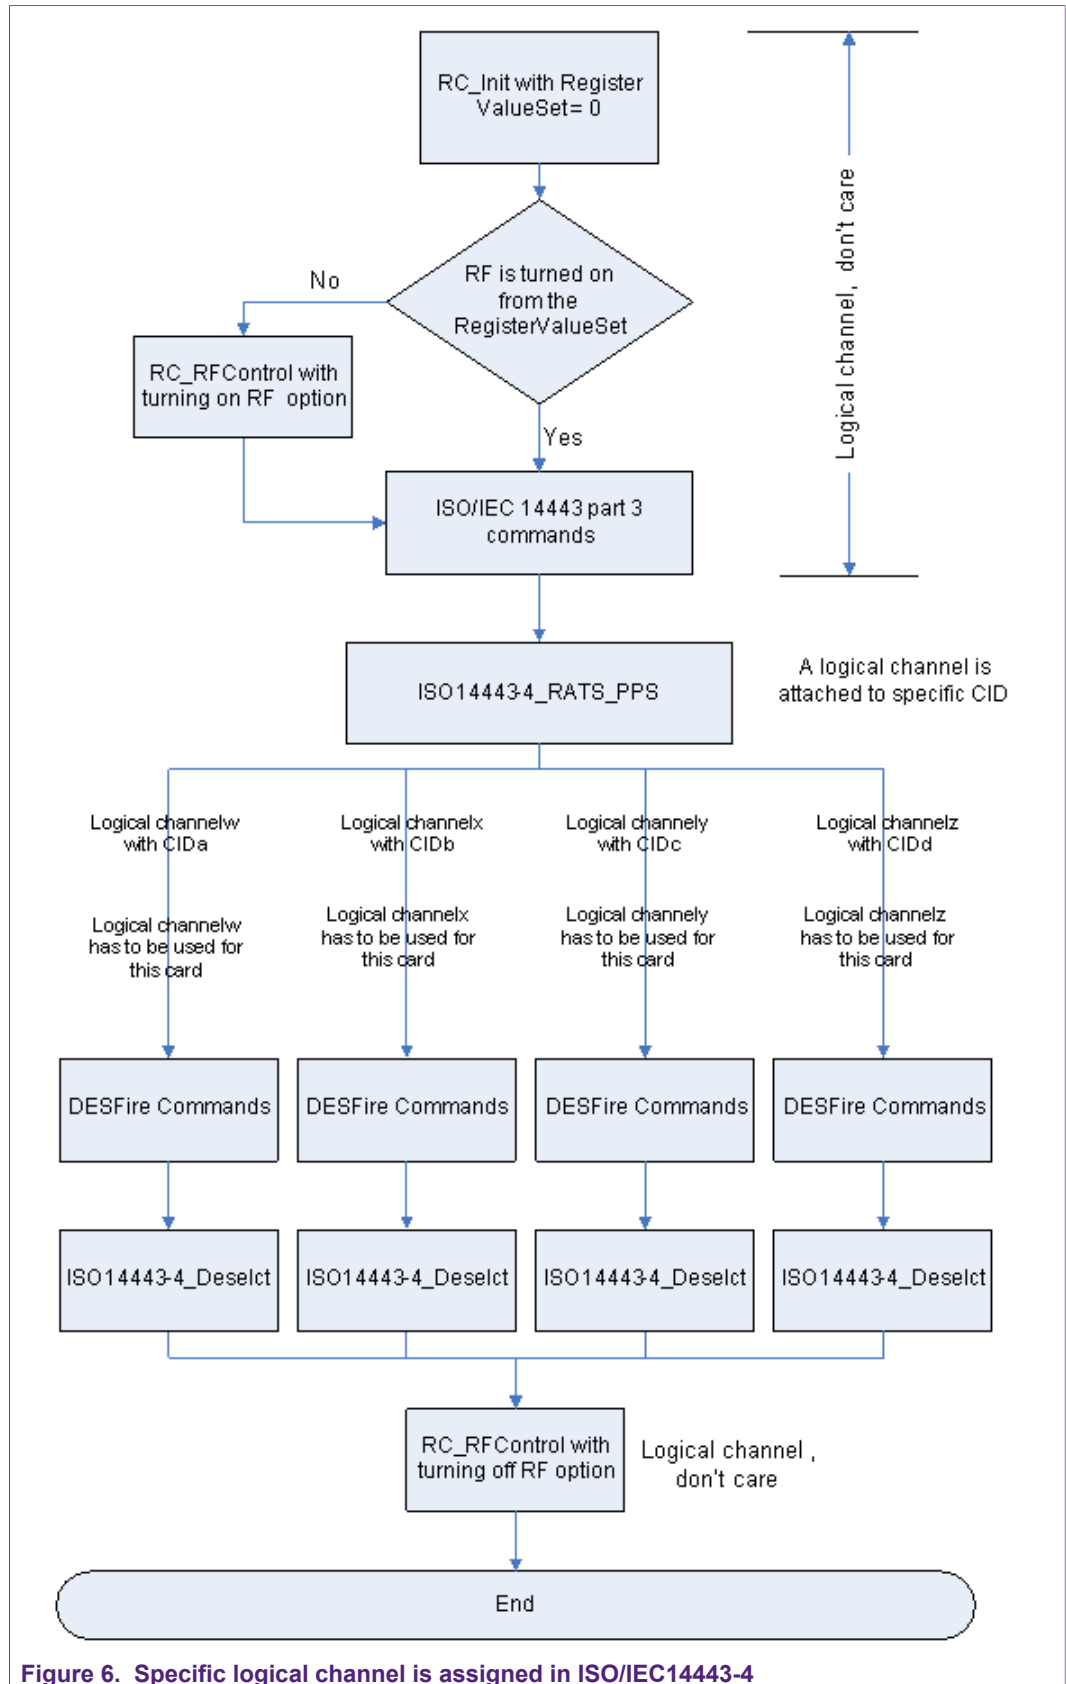 RC_Init with Register
ValueSet= 0
RF is turned on
from the
RegisterValueSet
No
RC_RFControl with
turning on RF option
Yes
ISO/IEC 14443 part 3
commands
Logical channel, don't care
ISO14443-4_RATS_PPS
A logical channel is
attached to specific CID
Logical channelw
with CIDa
Logical channelx
with CIDb
Logical channely
with CIDc
Logical channelz
with CIDd
Logical channelw
has to be used for
this card
Logical channelx
has to be used for
this card
Logical channely
has to be used for
this card
Logical channelz
has to be used for
this card
DESFire Commands
DESFire Commands
DESFire Commands
DESFire Commands
ISO14443-4_Deselct
ISO14443-4_Deselct
ISO14443-4_Deselct
ISO14443-4_Deselct
RC_RFControl with
turning off RF option
Logical channel ,
don't care
End
Figure 6. Specific logical channel is assigned in ISO/IEC14443-4